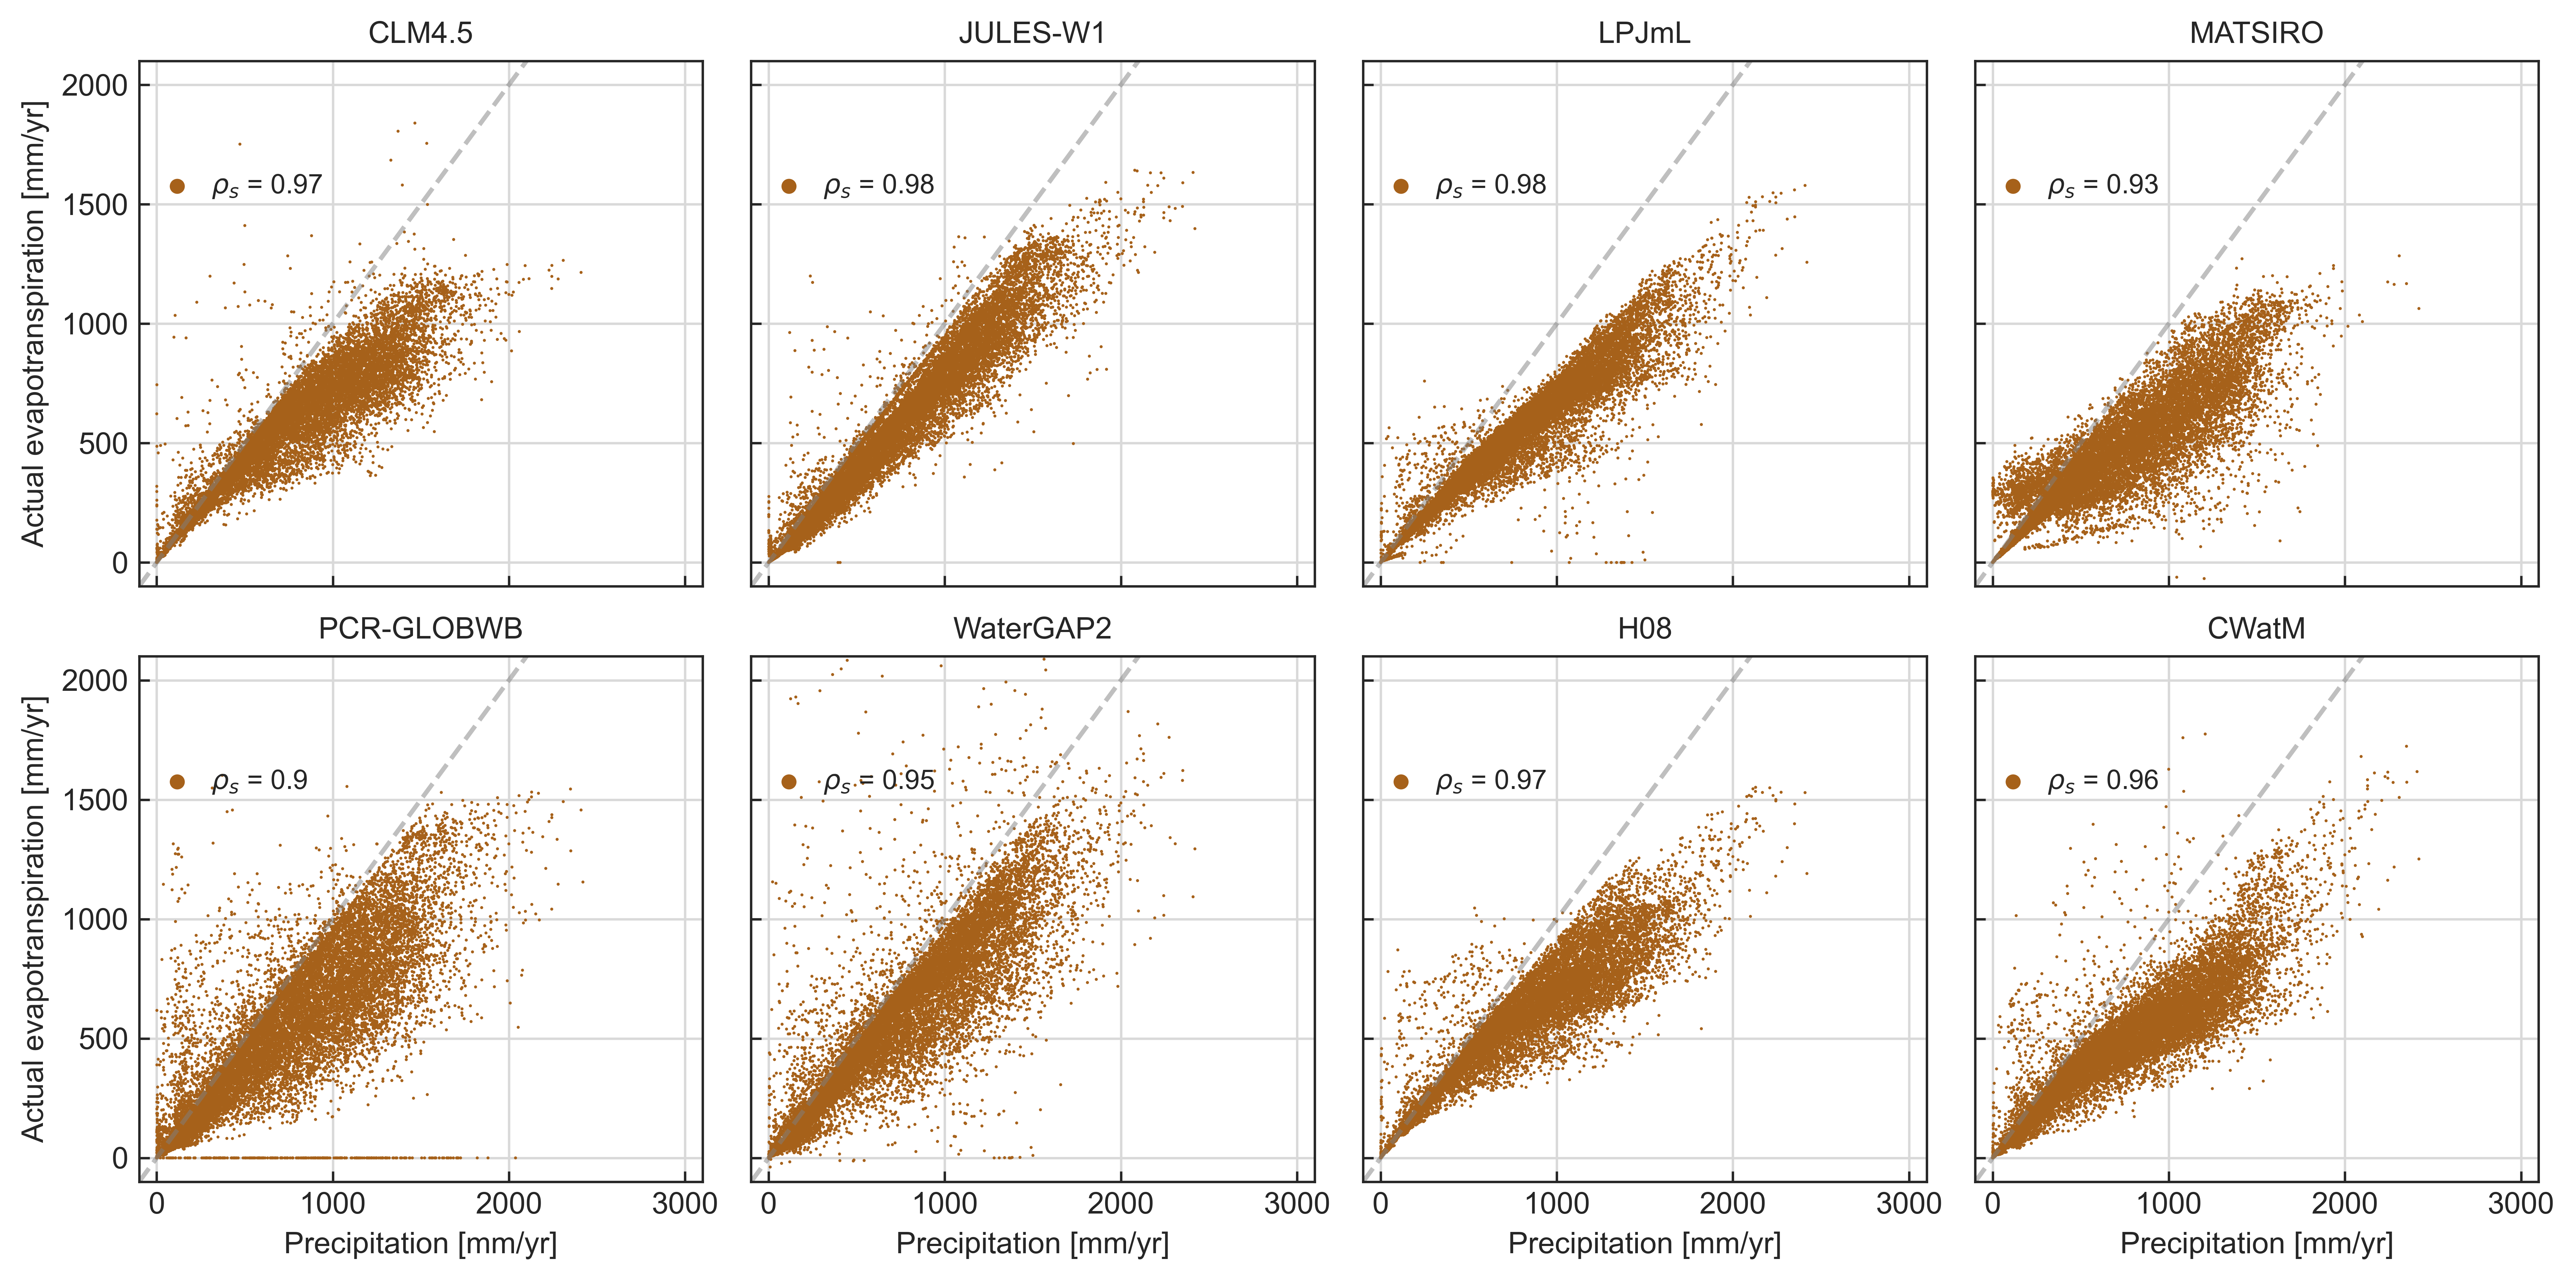 CLM4.5 JULES-W1 LPJmL MATSIRO
Actual evapotranspiration [mm/yr]
2000
1500
1000
500
0
ρs = 0.97 ρs = 0.98 ρs = 0.98 ρs = 0.93
PCR-GLOBWB WaterGAP2 H08 CWatM
Actual evapotranspiration [mm/yr]
2000
1500
1000
500
0
ρs = 0.9 ρs = 0.95 ρs = 0.97 ρs = 0.96
0 1000 2000 3000 0 1000 2000 3000 0 1000 2000 3000 0 1000 2000 3000
Precipitation [mm/yr] Precipitation [mm/yr] Precipitation [mm/yr] Precipitation [mm/yr]